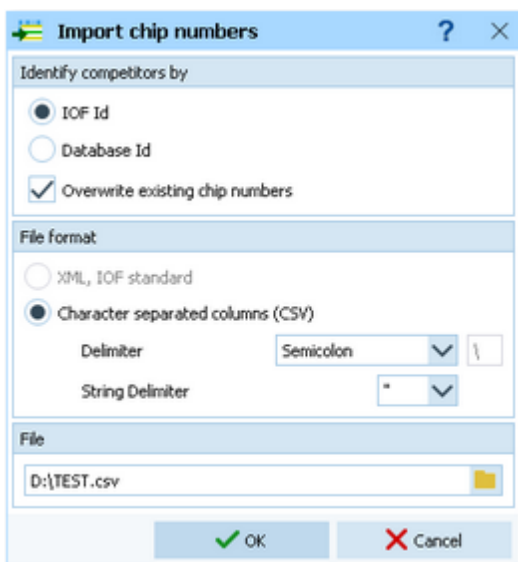 Import chip numbers ?
Identify competitors by
IOF Id
Database Id
Overwrite existing chip numbers
File format
XML, IOF standard
Character separated columns (CSV)
Delimiter Semicolon \
String Delimiter "
File
D:\TEST.csv
OK Cancel